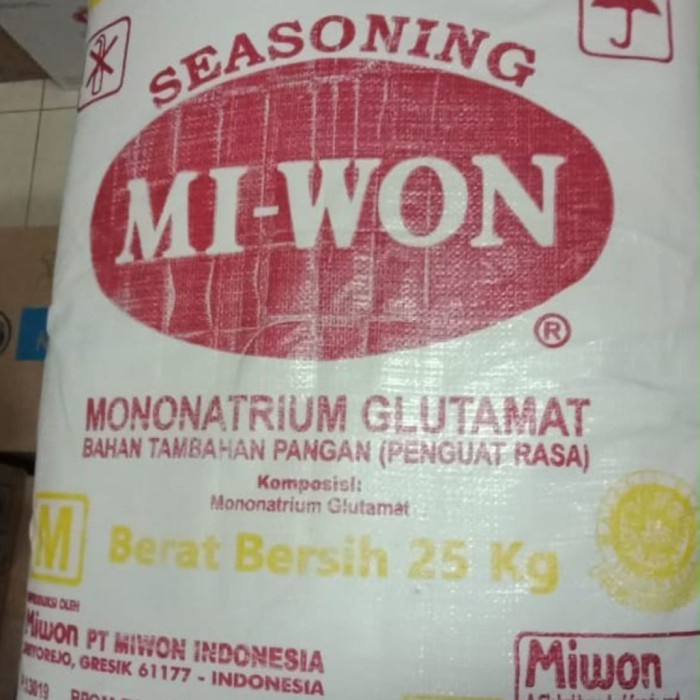 SEASONING
MI-WON
®
MONONATRIUM GLUTAMAT
BAHAN TAMBAHAN PANGAN (PENGUAT RASA)
Komposisi:
Mononatrium Glutamat
M
Berat Bersih 25 Kg
OLEH
Miwon PT MIWON INDONESIA
GRESIK 61177 - INDONESIA
Miwon